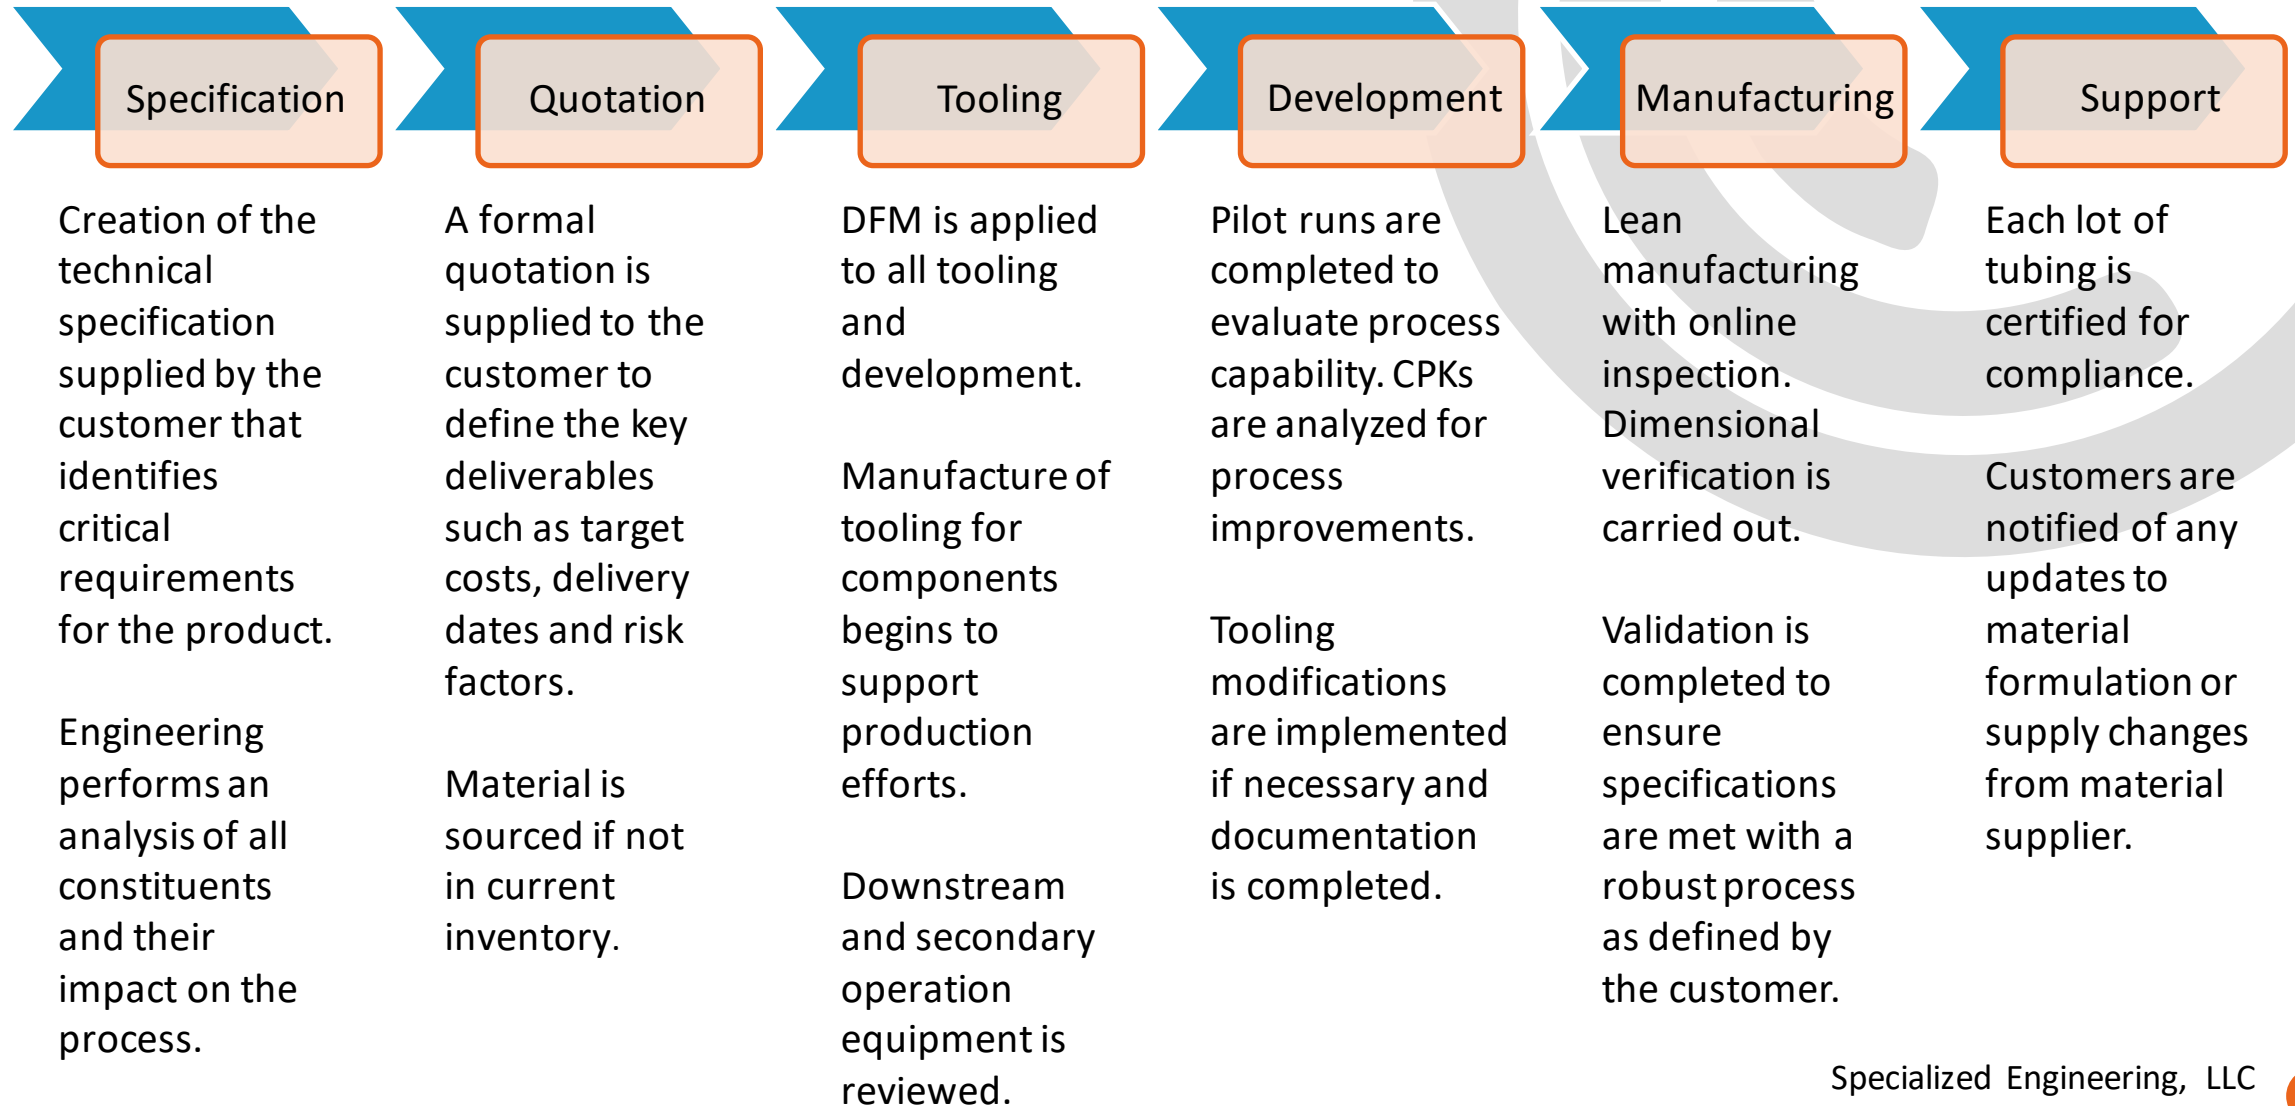 Specification
Quotation
Tooling
Development
Manufacturing
Support
Creation of the
technical
specification
supplied by the
customer that
identifies
critical
requirements
for the product.
Engineering
performs an
analysis of all
constituents
and their
impact on the
process.
A formal
quotation is
supplied to the
customer to
define the key
deliverables
such as target
costs, delivery
dates and risk
factors.
Material is
sourced if not
in current
inventory.
DFM is applied
to all tooling
and
development.
Manufacture of
tooling for
components
begins to
support
production
efforts.
Downstream
and secondary
operation
equipment is
reviewed.
Pilot runs are
completed to
evaluate process
capability. CPKs
are analyzed for
process
improvements.
Tooling
modifications
are implemented
if necessary and
documentation
is completed.
Lean
manufacturing
with online
inspection.
Dimensional
verification is
carried out.
Validation is
completed to
ensure
specifications
are met with a
robust process
as defined by
the customer.
Each lot of
tubing is
certified for
compliance.
Customers are
notified of any
updates to
material
formulation or
supply changes
from material
supplier.
Specialized Engineering, LLC